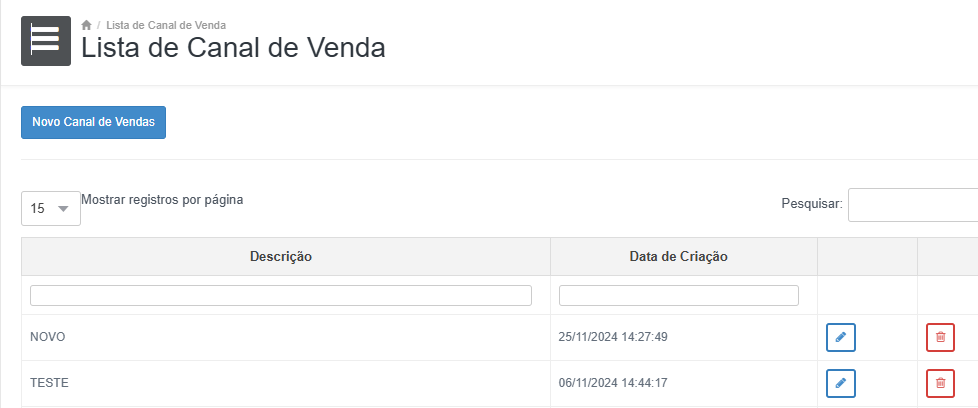 / Lista de Canal de Venda
Lista de Canal de Venda
Novo Canal de Vendas
15 Mostrar registros por página
Pesquisar:
Descrição Data de Criação
NOVO 25/11/2024 14:27:49
TESTE 06/11/2024 14:44:17